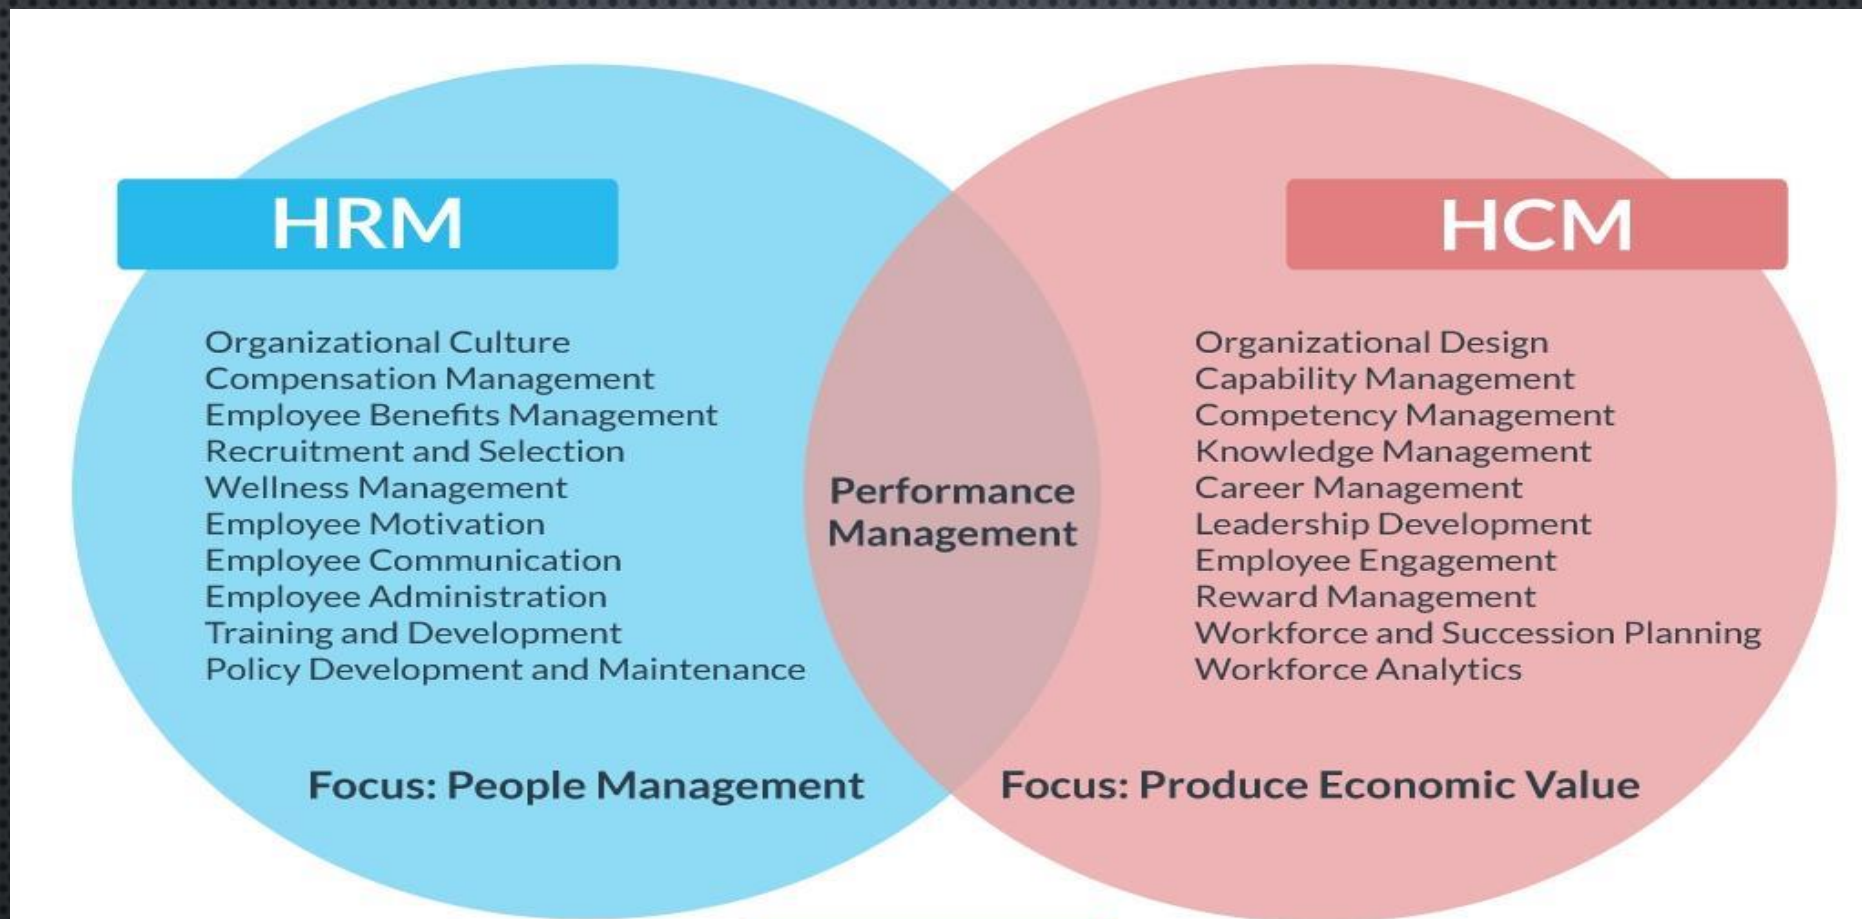 HRM
Organizational Culture
Compensation Management
Employee Benefits Management
Recruitment and Selection
Wellness Management
Employee Motivation
Employee Communication
Employee Administration
Training and Development
Policy Development and Maintenance
Focus: People Management
Performance
Management
HCM
Organizational Design
Capability Management
Competency Management
Knowledge Management
Career Management
Leadership Development
Employee Engagement
Reward Management
Workforce and Succession Planning
Workforce Analytics
Focus: Produce Economic Value